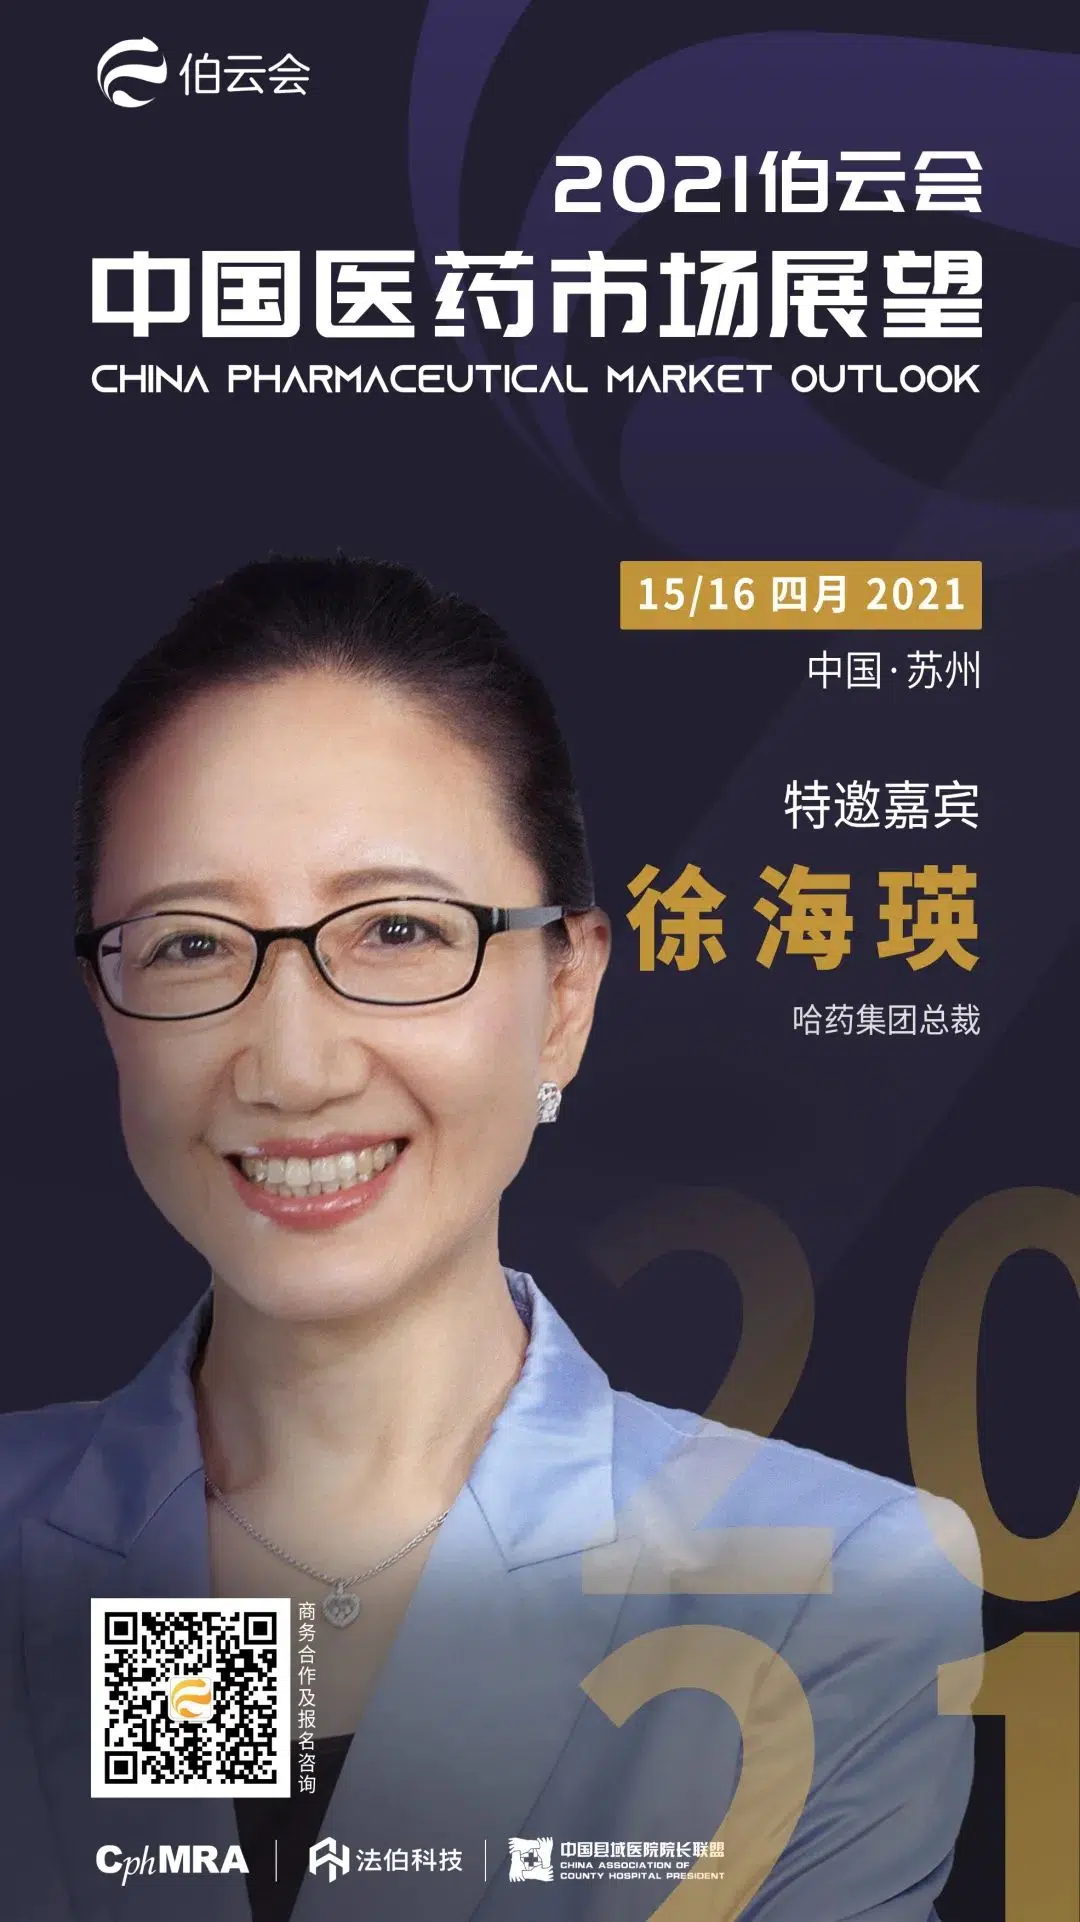 伯云会
2021伯云会
中国医药市场展望
CHINA PHARMACEUTICAL MARKET OUTLOOK
15/16 四月 2021
中国·苏州
特邀嘉宾
徐海瑛
哈药集团总裁
20
21
商务合作及报名咨询
CphMRA
法伯科技
中国县域医院院长联盟
CHINA ASSOCIATION OF
COUNTY HOSPITAL PRESIDENT